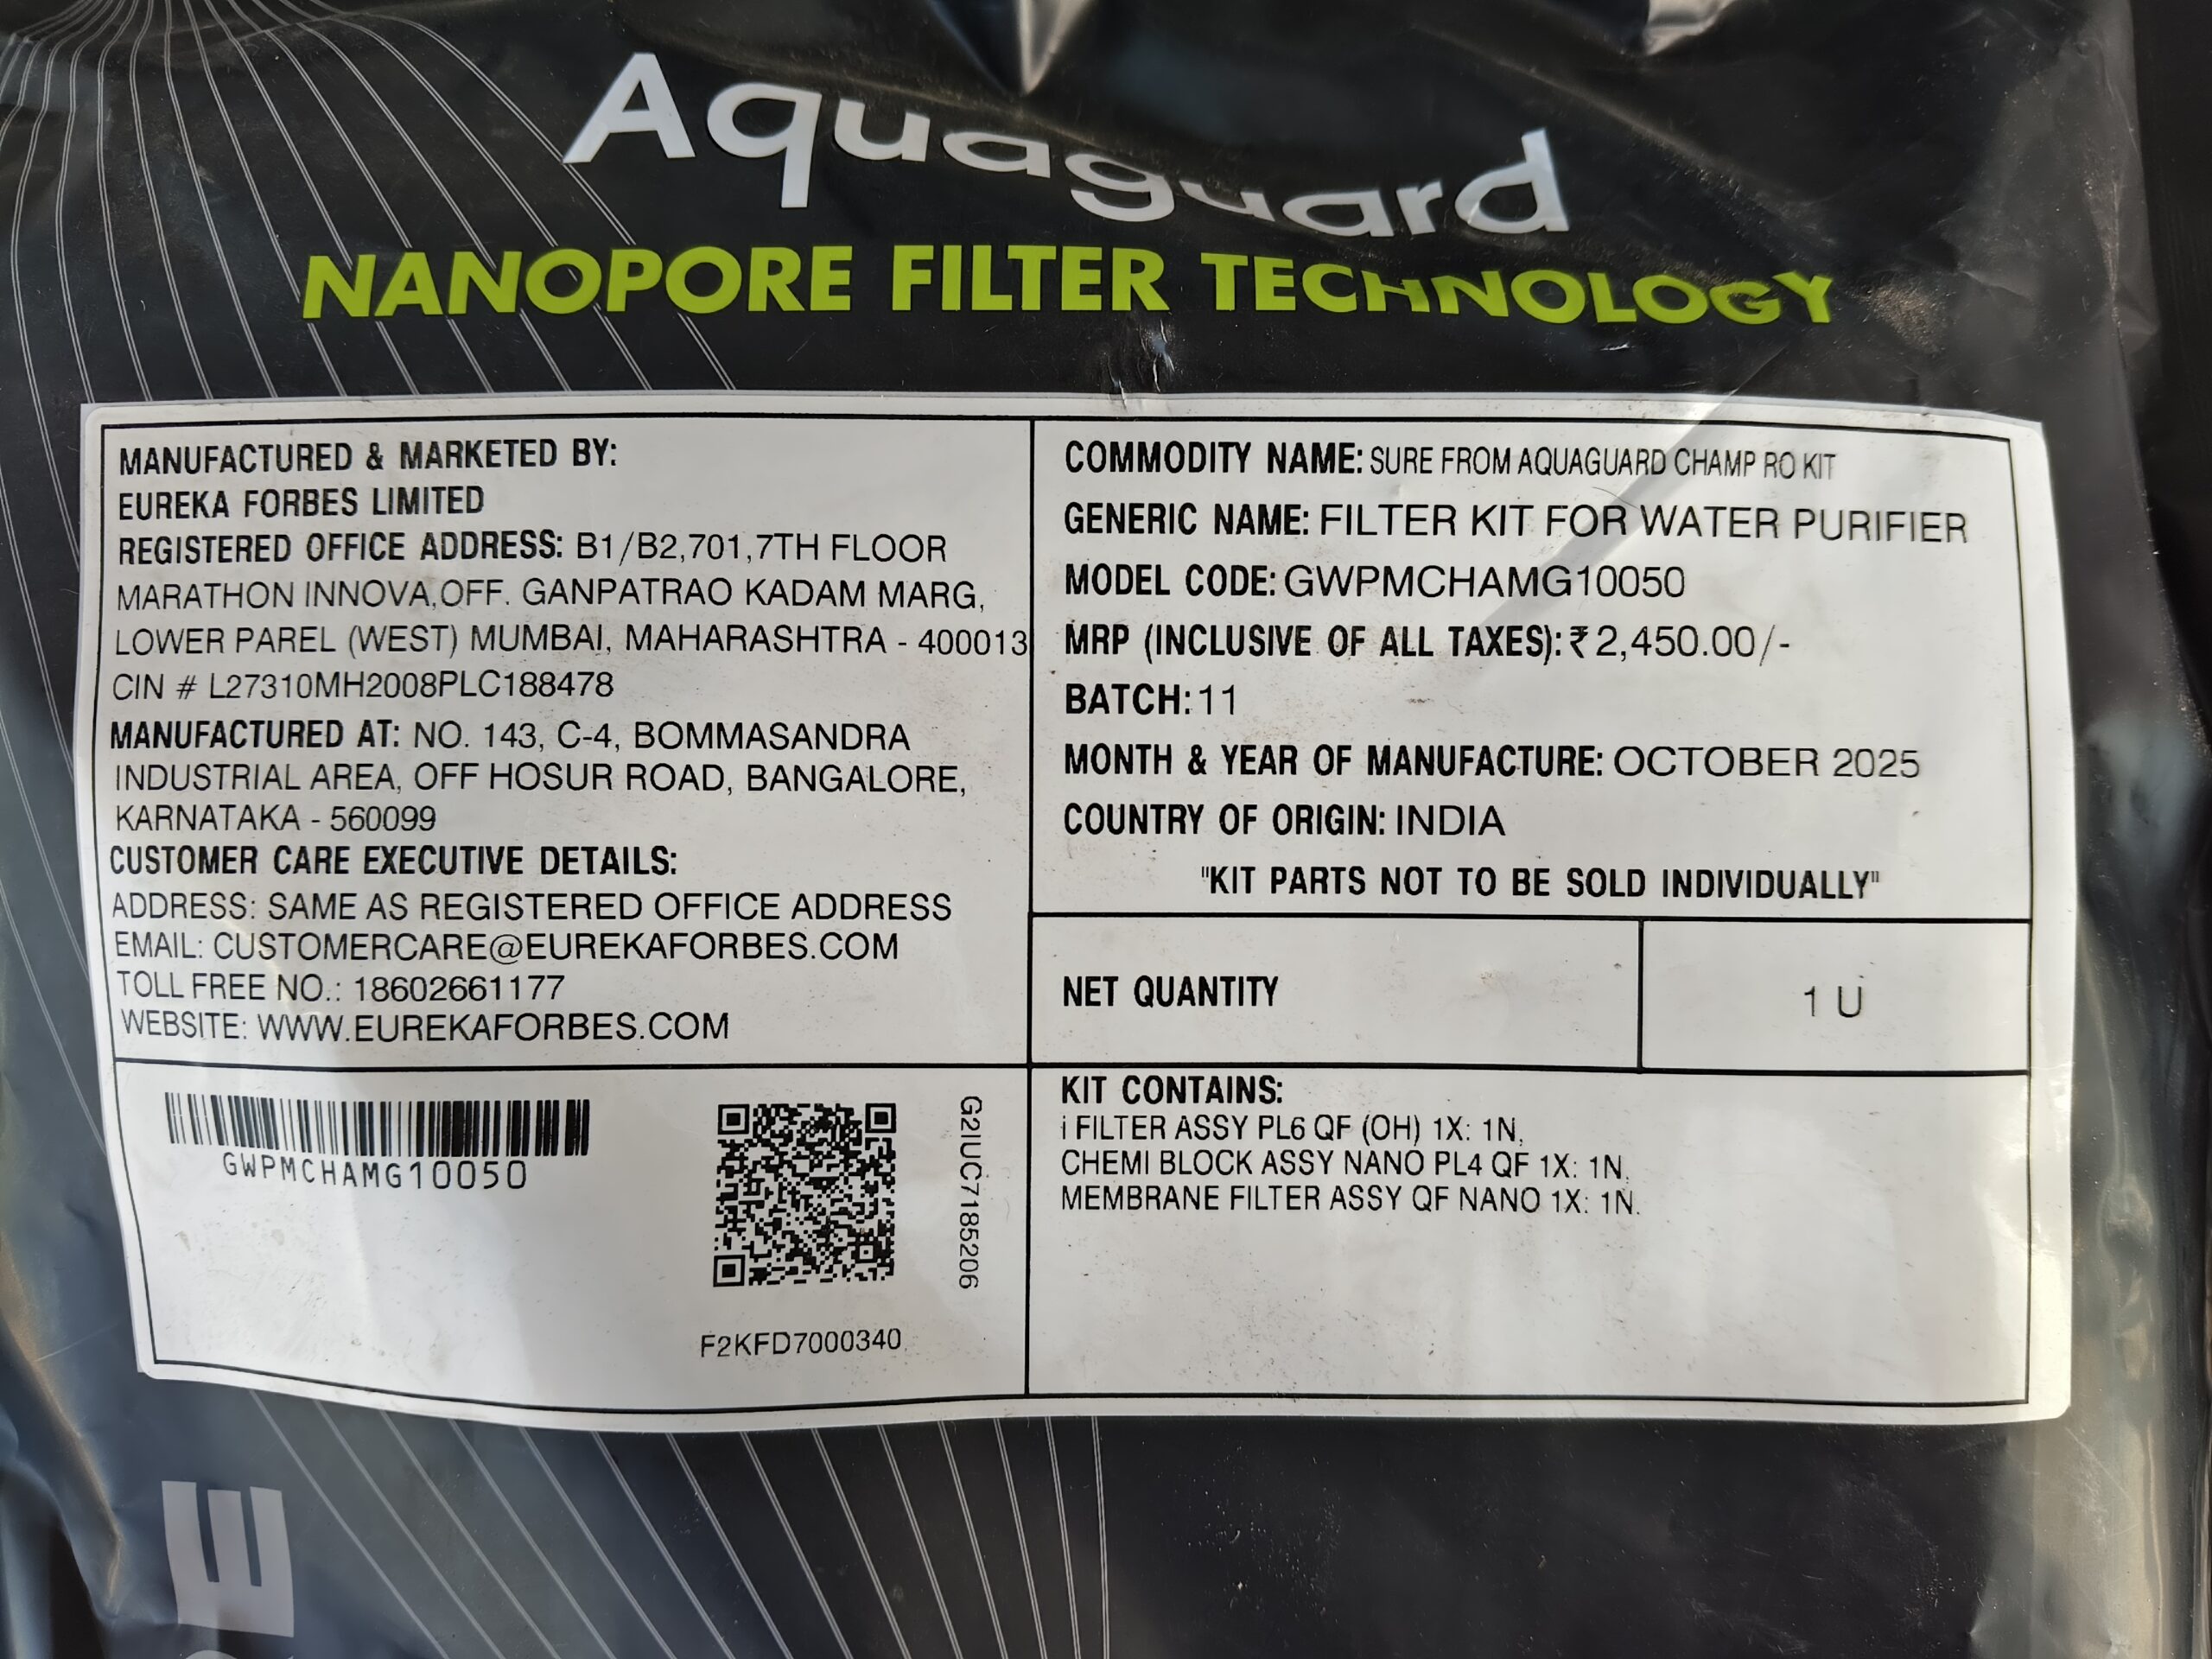 Aquaguard
NANOPORE FILTER TECHNOLOGY
MANUFACTURED & MARKETED BY:
EUREKA FORBES LIMITED
REGISTERED OFFICE ADDRESS: B1/B2,701,7TH FLOOR
MARATHON INNOVA,OFF. GANPATRAO KADAM MARG,
LOWER PAREL (WEST) MUMBAI, MAHARASHTRA - 400013
CIN # L27310MH2008PLC188478
MANUFACTURED AT: NO. 143, C-4, BOMMASANDRA
INDUSTRIAL AREA, OFF HOSUR ROAD, BANGALORE,
KARNATAKA - 560099
CUSTOMER CARE EXECUTIVE DETAILS:
ADDRESS: SAME AS REGISTERED OFFICE ADDRESS
EMAIL: CUSTOMERCARE@EUREKAFORBES.COM
TOLL FREE NO.: 18602661177
WEBSITE: WWW.EUREKAFORBES.COM
GWPMCHAMG10050
G2IUC7185206
F2KFD7000340
COMMODITY NAME: SURE FROM AQUAGUARD CHAMP RO KIT
GENERIC NAME: FILTER KIT FOR WATER PURIFIER
MODEL CODE: GWPMCHAMG10050
MRP (INCLUSIVE OF ALL TAXES): ₹ 2,450.00/-
BATCH: 11
MONTH & YEAR OF MANUFACTURE: OCTOBER 2025
COUNTRY OF ORIGIN: INDIA
"KIT PARTS NOT TO BE SOLD INDIVIDUALLY"
NET QUANTITY
1 U
KIT CONTAINS:
i FILTER ASSY PL6 QF (OH) 1X: 1N,
CHEMI BLOCK ASSY NANO PL4 QF 1X: 1N,
MEMBRANE FILTER ASSY QF NANO 1X: 1N.